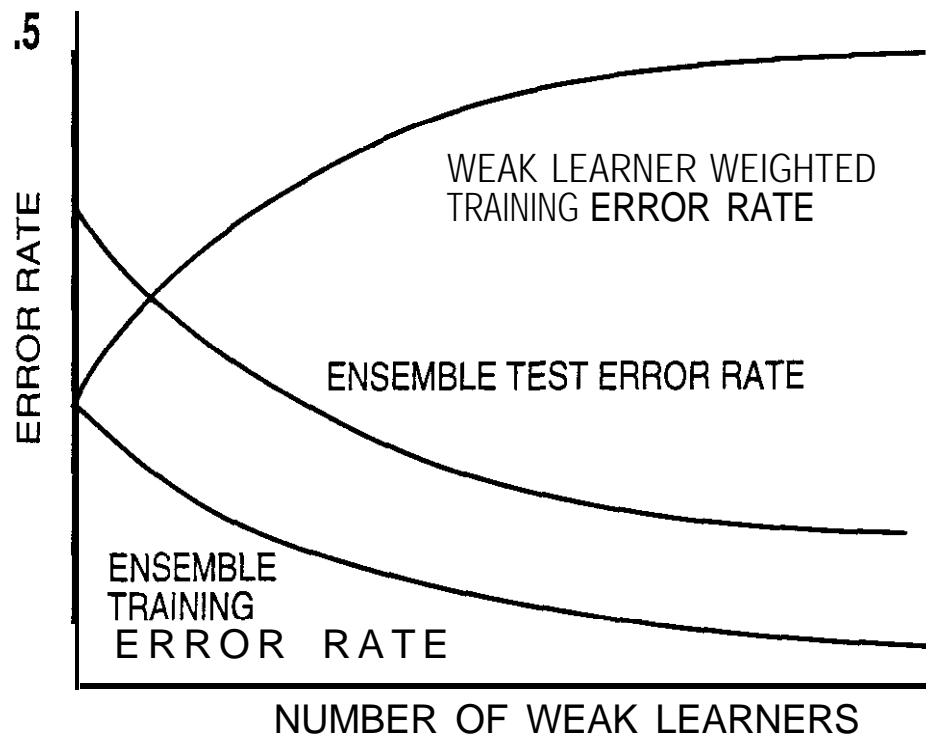 .5
ERROR RATE
WEAK LEARNER WEIGHTED
TRAINING ERROR RATE
ENSEMBLE TEST ERROR RATE
ENSEMBLE
TRAINING
ERROR RATE
NUMBER OF WEAK LEARNERS